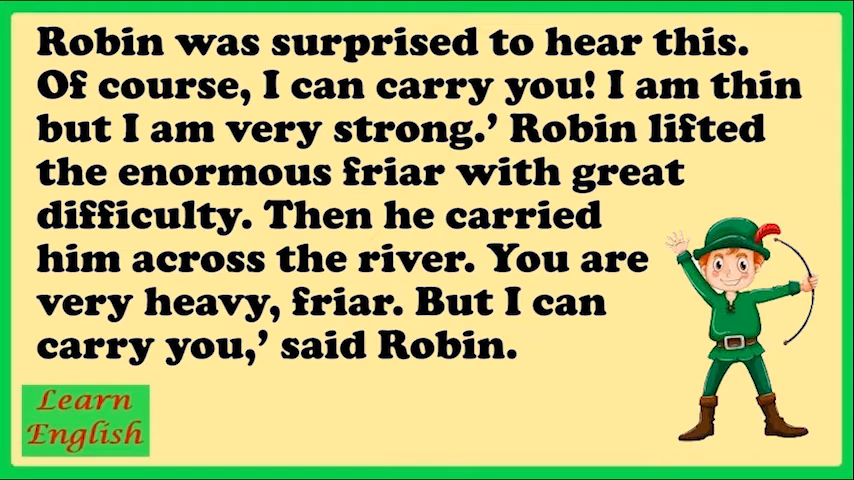 Robin was surprised to hear this.
Of course, I can carry you! I am thin
but I am very strong.’ Robin lifted
the enormous friar with great
difficulty. Then he carried
him across the river. You are
very heavy, friar. But I can
carry you,’ said Robin.
Learn
English